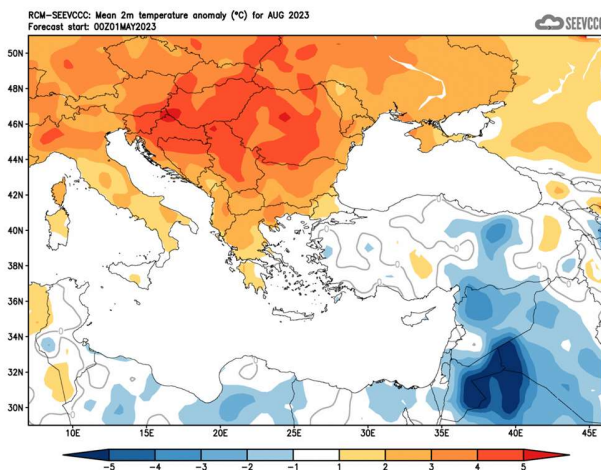 RCM-SEEVCCC: Mean 2m temperature anomaly (°C) for AUG 2023
Forecast start: 00Z01MAY2023
SEEVCCC
50N
48N
46N
44N
42N
40N
38N
36N
34N
32N
30N
10E 15E 20E 25E 30E 35E 40E 45E
-5 -4 -3 -2 -1 1 2 3 4 5